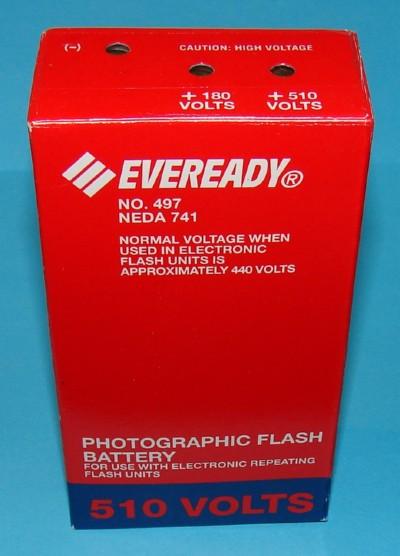 (-)
CAUTION: HIGH VOLTAGE
+ 180
VOLTS
+ 510
VOLTS
EVEREADY®
NO. 497
NEDA 741
NORMAL VOLTAGE WHEN
USED IN ELECTRONIC
FLASH UNITS IS
APPROXIMATELY 440 VOLTS
PHOTOGRAPHIC FLASH
BATTERY
FOR USE WITH ELECTRONIC REPEATING
FLASH UNITS
510 VOLTS